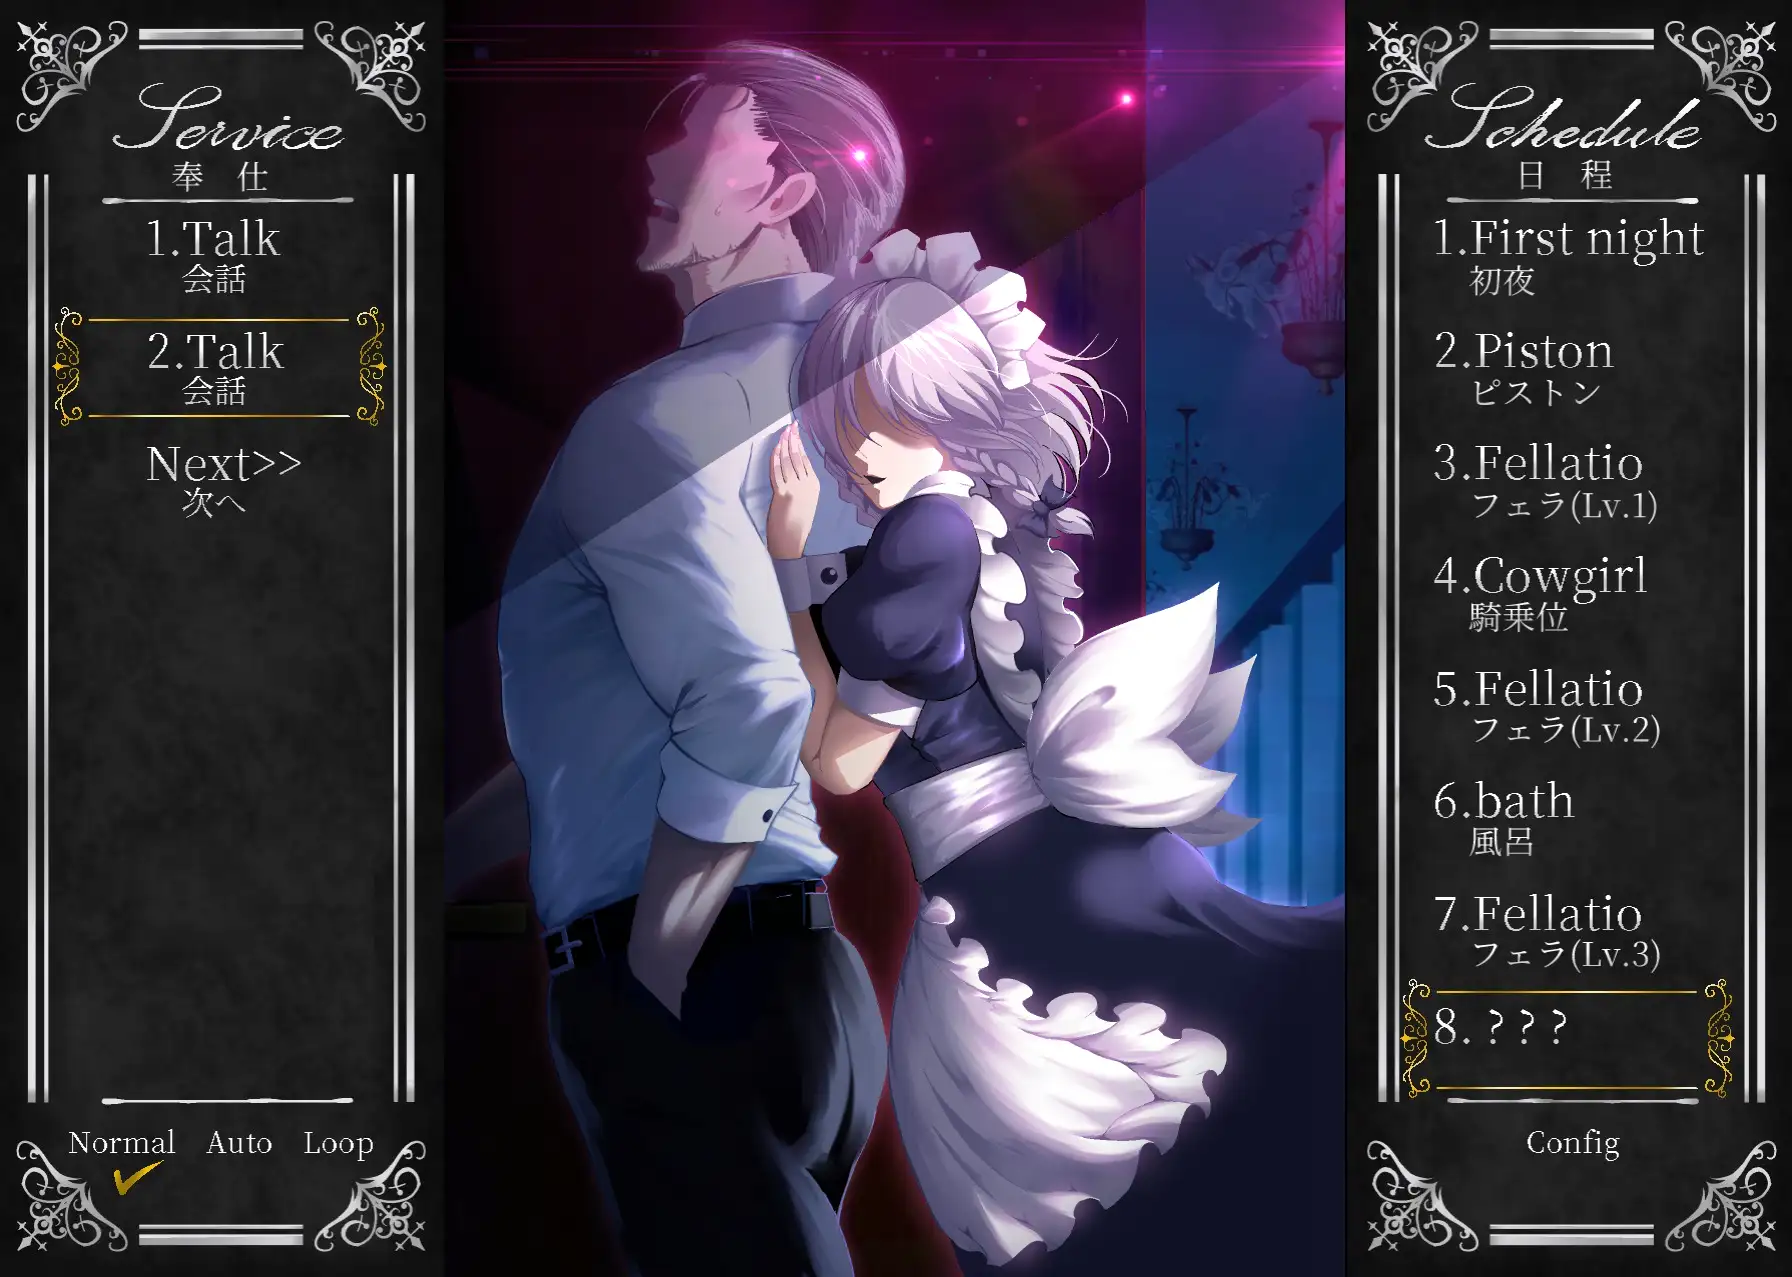 Service
奉 仕
1.Talk
会話
2.Talk
会話
Next>>
次へ
Normal Auto Loop
Schedule
日 程
1.First night
初夜
2.Piston
ピストン
3.Fellatio
フェラ(Lv.1)
4.Cowgirl
騎乗位
5.Fellatio
フェラ(Lv.2)
6.bath
風呂
7.Fellatio
フェラ(Lv.3)
8.???
Config